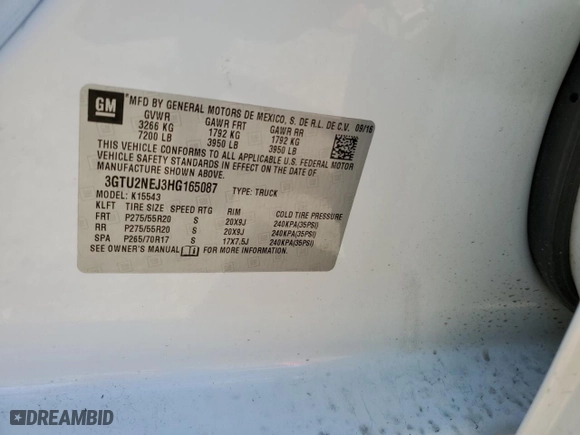 GM
MFD BY GENERAL MOTORS DE MEXICO, S. DE R.L. DE C.V. 09/16
GVWR GAWR FRT GAWR RR
3266 KG 1792 KG 1792 KG
7200 LB 3950 LB 3950 LB
THIS VEHICLE CONFORMS TO ALL APPLICABLE U.S. FEDERAL MOTOR
VEHICLE SAFETY STANDARDS IN EFFECT ON THE DATE OF
MANUFACTURE SHOWN ABOVE.
3GTU2NEJ3HG165087 TYPE: TRUCK
MODEL: K15543
KLFT TIRE SIZE SPEED RTG RIM COLD TIRE PRESSURE
FRT P275/55R20 S 20X9J 240KPA(35PSI)
RR P275/55R20 S 20X9J 240KPA(35PSI)
SPA P265/70R17 S 17X7.5J 240KPA(35PSI)
SEE OWNER'S MANUAL FOR MORE INFORMATION.
DREAMBID